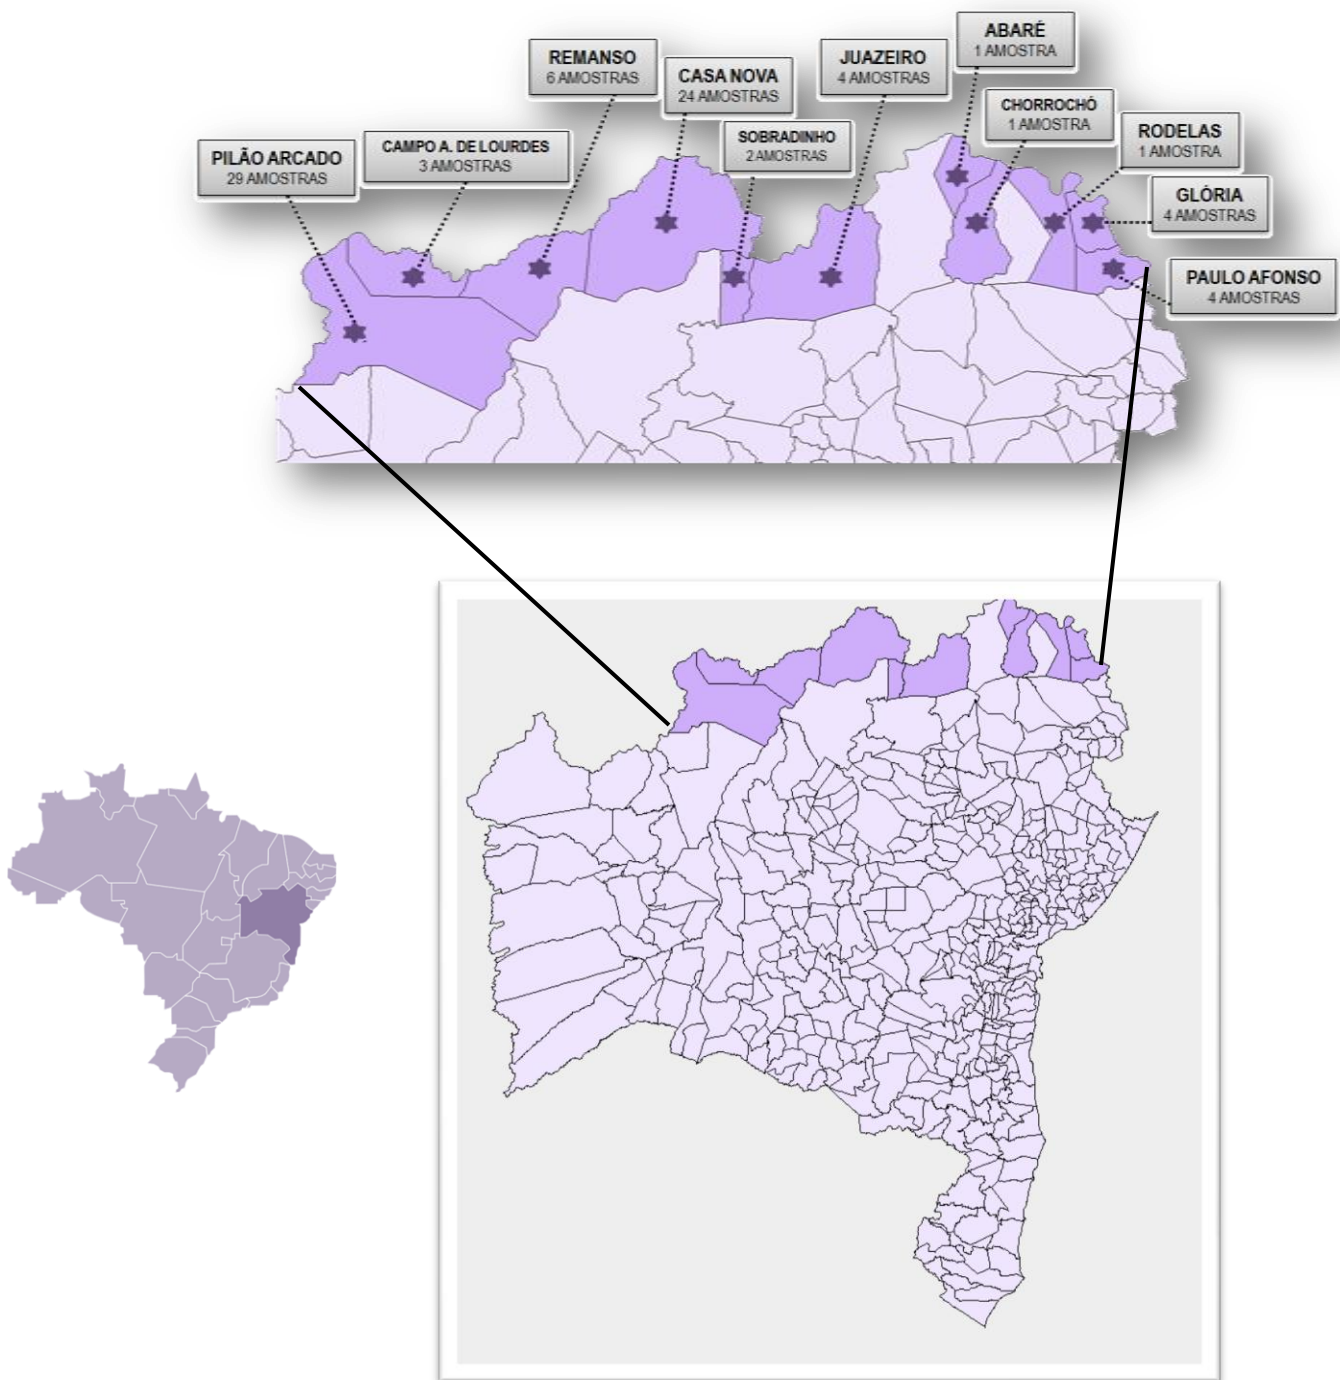 ABARÉ
1 AMOSTRA
REMANSO
6 AMOSTRAS
JUAZEIRO
4 AMOSTRAS
CASA NOVA
24 AMOSTRAS
CHORROCHÓ
1 AMOSTRA
RODELAS
1 AMOSTRA
SOBRADINHO
2 AMOSTRAS
CAMPO A. DE LOURDES
3 AMOSTRAS
PILÃO ARCADO
29 AMOSTRAS
GLÓRIA
4 AMOSTRAS
PAULO AFONSO
4 AMOSTRAS